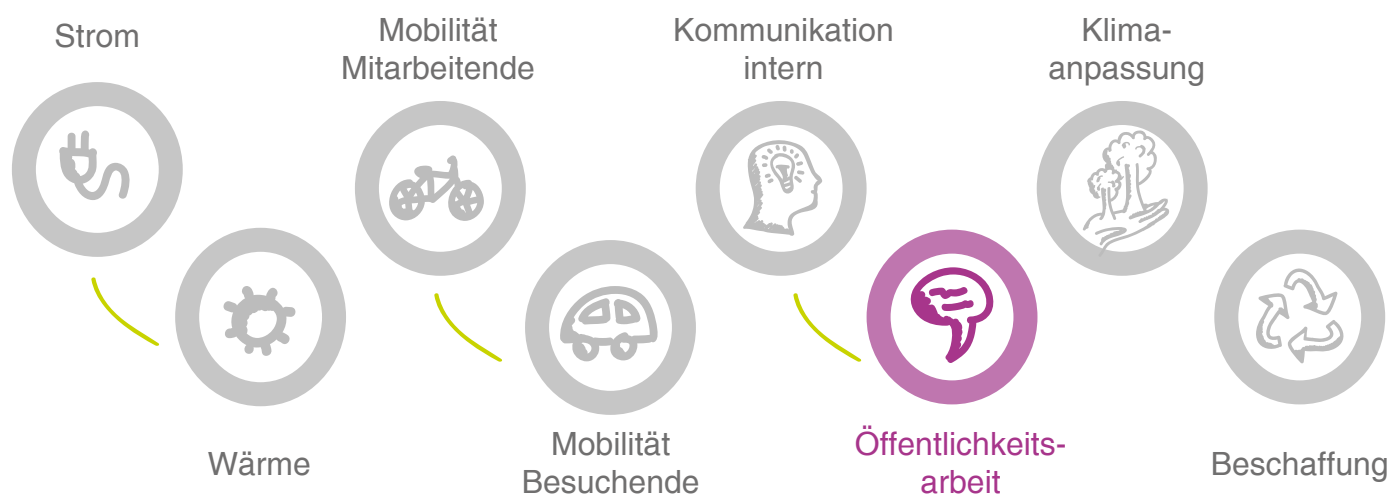 Strom
Wärme
Mobilität
Mitarbeitende
Mobilität
Besuchende
Kommunikation
intern
Öffentlichkeits-
arbeit
Klima-
anpassung
Beschaffung